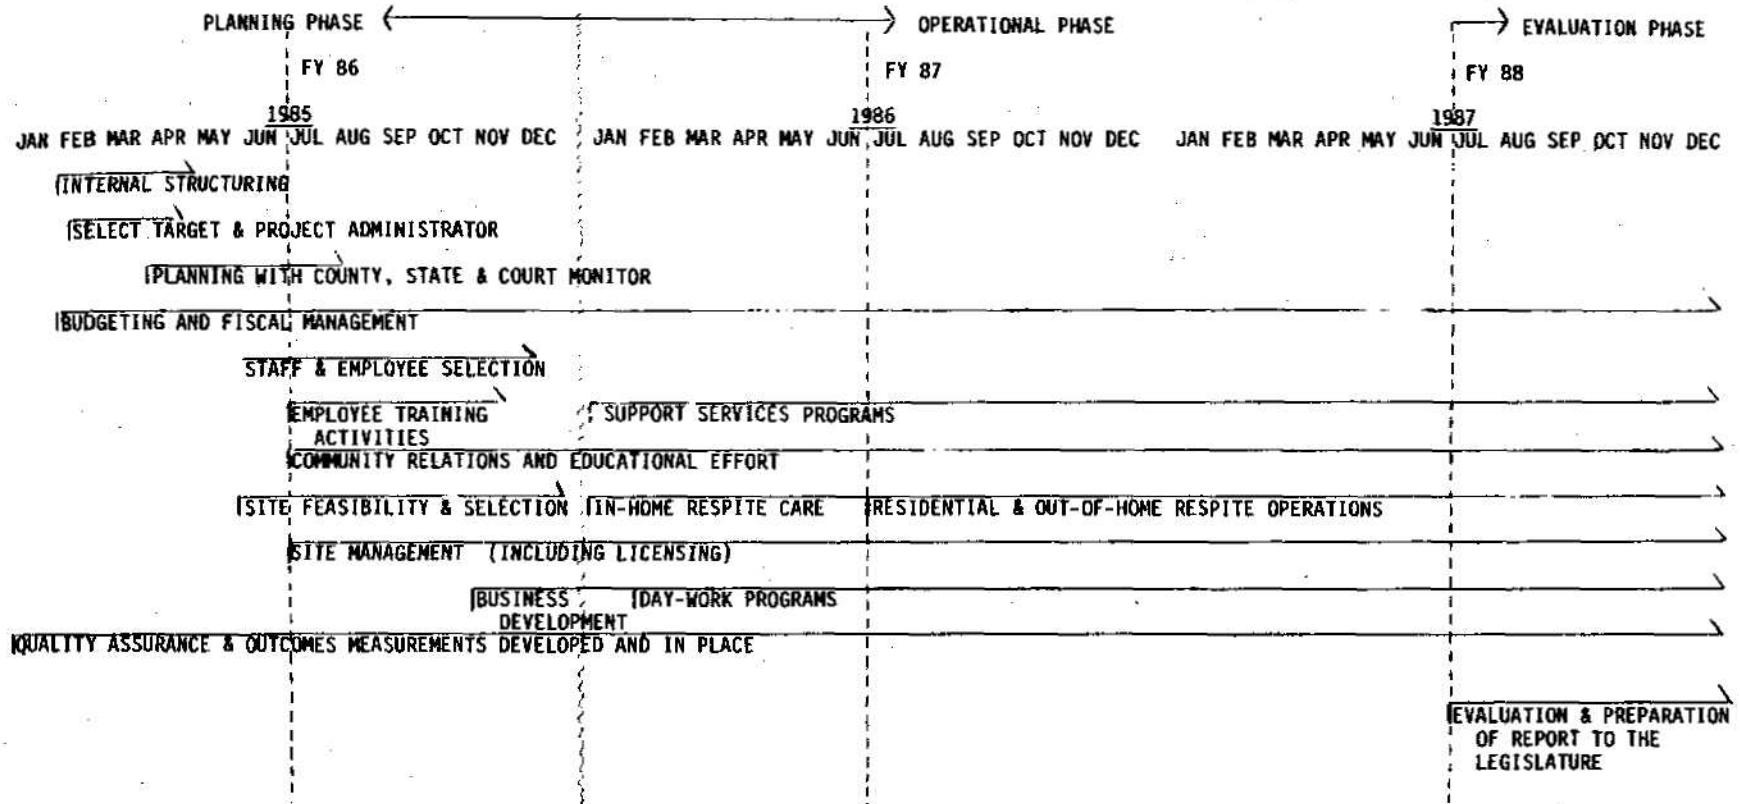 PLANNING PHASE OPERATIONAL PHASE EVALUATION PHASE
FY 86 FY 87 FY 88
1985 1986 1987
JAN FEB MAR APR MAY JUN JUL AUG SEP OCT NOV DEC JAN FEB MAR APR MAY JUN JUL AUG SEP OCT NOV DEC JAN FEB MAR APR MAY JUN JUL AUG SEP OCT NOV DEC
INTERNAL STRUCTURING
SELECT TARGET & PROJECT ADMINISTRATOR
PLANNING WITH COUNTY, STATE & COURT MONITOR
BUDGETING AND FISCAL MANAGEMENT
STAFF & EMPLOYEE SELECTION
EMPLOYEE TRAINING SUPPORT SERVICES PROGRAMS
ACTIVITIES
COMMUNITY RELATIONS AND EDUCATIONAL EFFORT
SITE FEASIBILITY & SELECTION IN-HOME RESPITE CARE RESIDENTIAL & OUT-OF-HOME RESPITE OPERATIONS
SITE MANAGEMENT (INCLUDING LICENSING)
BUSINESS DAY-WORK PROGRAMS
DEVELOPMENT
QUALITY ASSURANCE & OUTCOMES MEASUREMENTS DEVELOPED AND IN PLACE
EVALUATION & PREPARATION
OF REPORT TO THE
LEGISLATURE